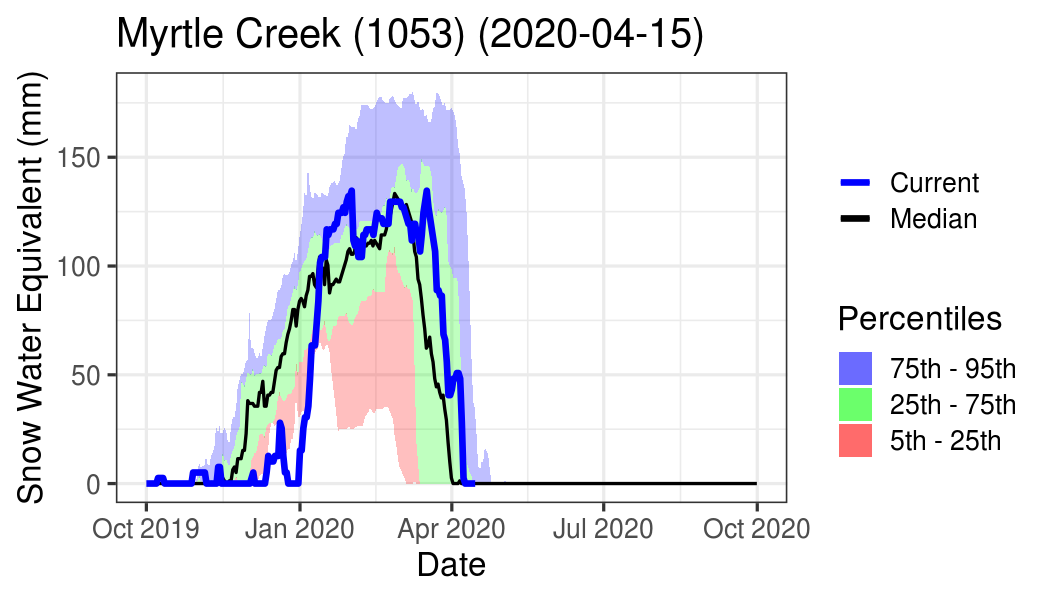 Myrtle Creek (1053) (2020-04-15)
Snow Water Equivalent (mm)
150
100
50
0
Oct 2019
Jan 2020
Apr 2020
Jul 2020
Oct 2020
Date
Current
Median
Percentiles
75th - 95th
25th - 75th
5th - 25th